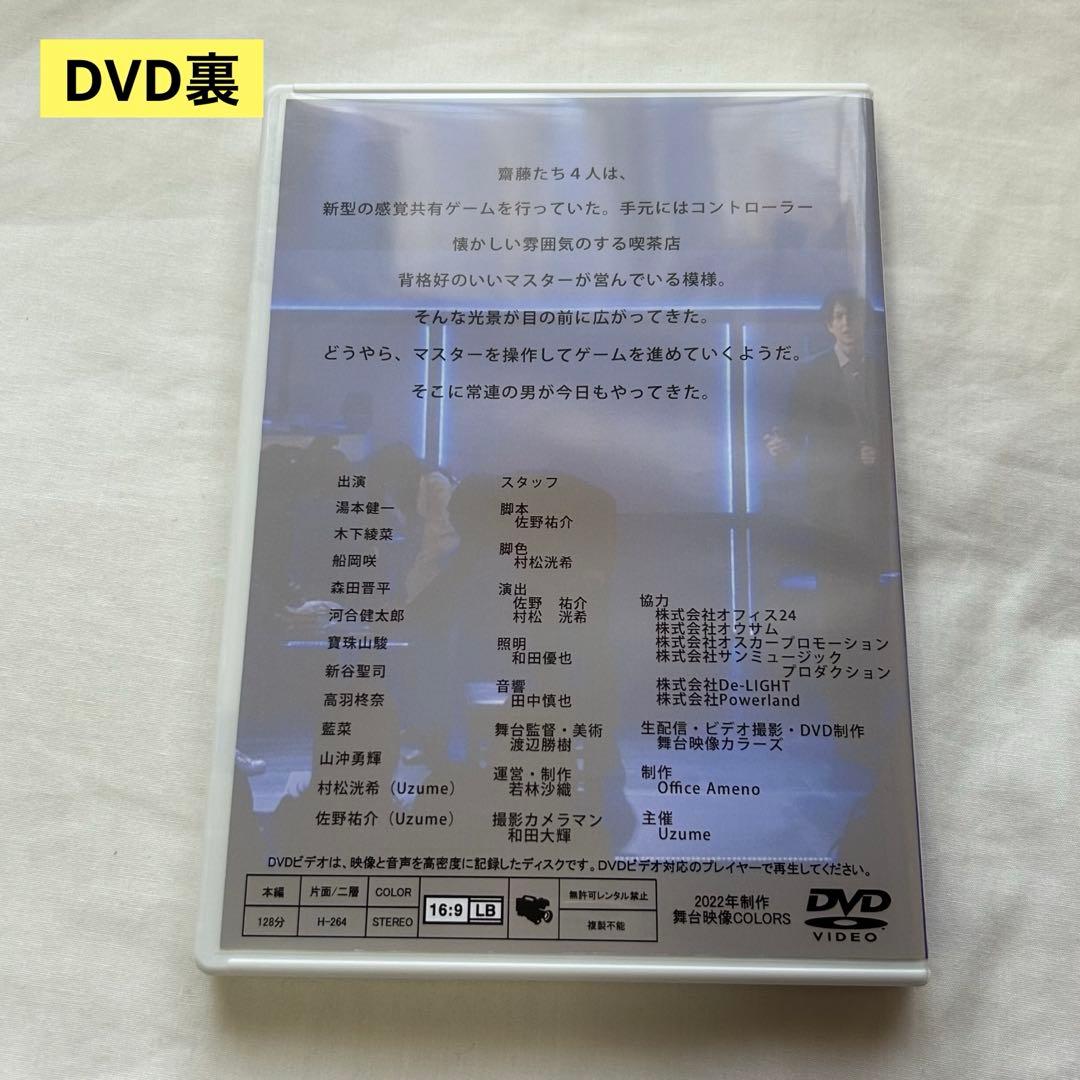 DVD裏
齋藤たち4人は、
新型の感覚共有ゲームを行っていた。手元にはコントローラー
懐かしい雰囲気のする喫茶店
背格好のいいマスターが営んでいる模様。
そんな光景が目の前に広がってきた。
どうやら、マスターを操作してゲームを進めていくようだ。
そこに常連の男が今日もやってきた。
出演
湯本健一
木下綾菜
船岡咲
森田晋平
河合健太郎
寶珠山駿
新谷聖司
高羽柊奈
藍菜
山沖勇輝
村松洸希（Uzume）
佐野祐介（Uzume）
スタッフ
脚本
佐野祐介
脚色
村松洸希
演出
佐野　祐介
村松　洸希
照明
和田優也
音響
田中慎也
舞台監督・美術
渡辺勝樹
運営・制作
若林沙織
撮影カメラマン
和田大輝
協力
株式会社オフィス24
株式会社オウサム
株式会社オスカープロモーション
株式会社サンミュージック
プロダクション
株式会社De-LIGHT
株式会社Powerland
生配信・ビデオ撮影・DVD制作
舞台映像カラーズ
制作
Office Ameno
主催
Uzume
DVDビデオは、映像と音声を高密度に記録したディスクです。DVDビデオ対応のプレイヤーで再生してください。
本編 片面/二層 COLOR
128分 H-264 STEREO
16:9 LB
無許可レンタル禁止
複製不能
2022年制作
舞台映像COLORS
DVD
VIDEO